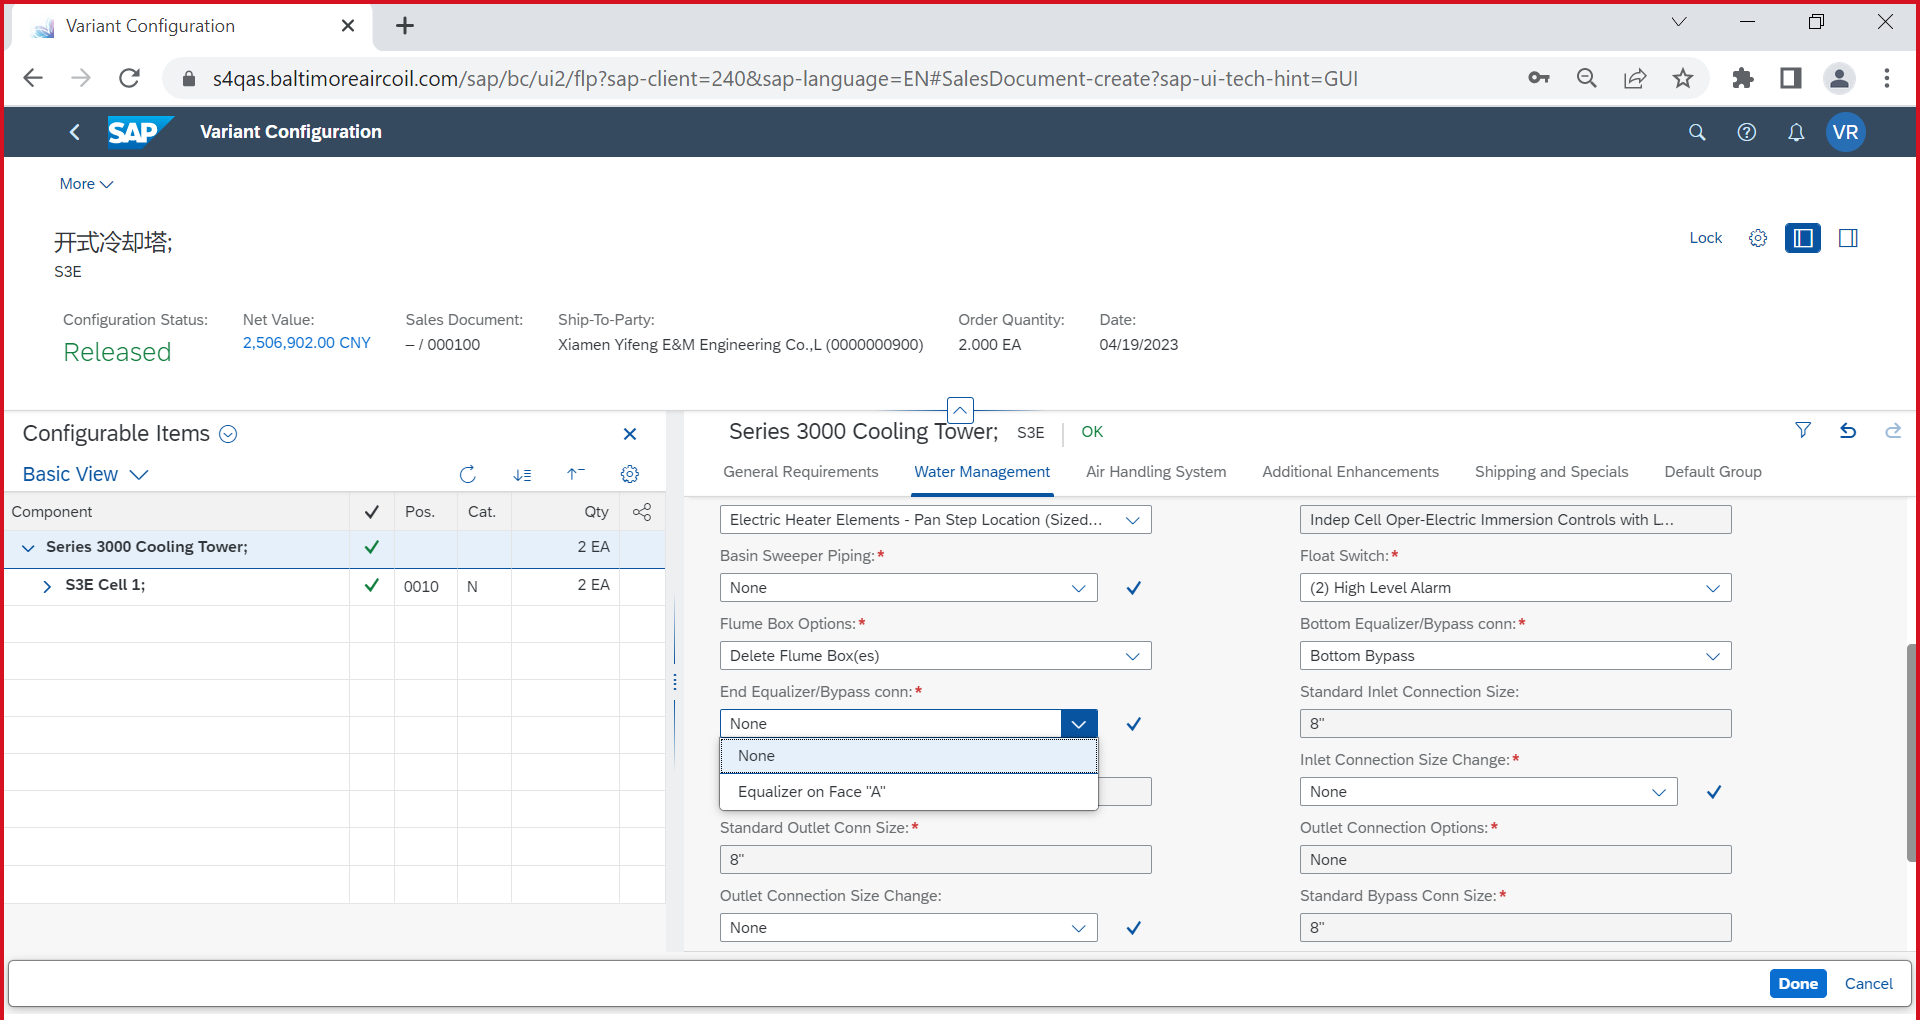 Variant Configuration
s4qas.baltimoreaircoil.com/sap/bc/ui2/flp?sap-client=240&sap-language=EN#SalesDocument-create?sap-ui-tech-hint=GUI
SAP
Variant Configuration
VR
More
开式冷却塔;
S3E
Lock
Configuration Status:
Released
Net Value:
2,506,902.00 CNY
Sales Document:
– / 000100
Ship-To-Party:
Xiamen Yifeng E&M Engineering Co.,L (0000000900)
Order Quantity:
2.000 EA
Date:
04/19/2023
Configurable Items
Basic View
Component Pos. Cat. Qty
Series 3000 Cooling Tower; 2 EA
S3E Cell 1; 0010 N 2 EA
Series 3000 Cooling Tower; S3E OK
General Requirements Water Management Air Handling System Additional Enhancements Shipping and Specials Default Group
Electric Heater Elements - Pan Step Location (Sized...
Indep Cell Oper-Electric Immersion Controls with L...
Basin Sweeper Piping:*
None
Float Switch:*
(2) High Level Alarm
Flume Box Options:*
Delete Flume Box(es)
Bottom Equalizer/Bypass conn:*
Bottom Bypass
End Equalizer/Bypass conn:*
None
None
Equalizer on Face "A"
Standard Inlet Connection Size:
8"
Inlet Connection Size Change:*
None
Standard Outlet Conn Size:*
8"
Outlet Connection Options:*
None
Outlet Connection Size Change:
None
Standard Bypass Conn Size:*
8"
Done
Cancel